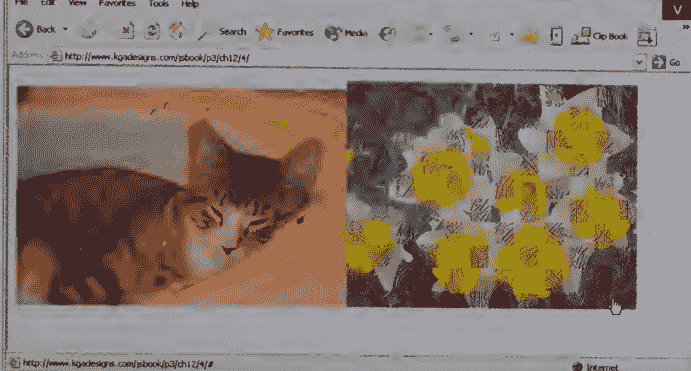 File Edit View Favorites Tools Help
Back Search Favorites Media Clip Book
Address http://www.kgadesigns.com/jsbook/p3/ch12/4/ Go
http://www.kgadesigns.com/jsbook/p3/ch12/4/# Internet